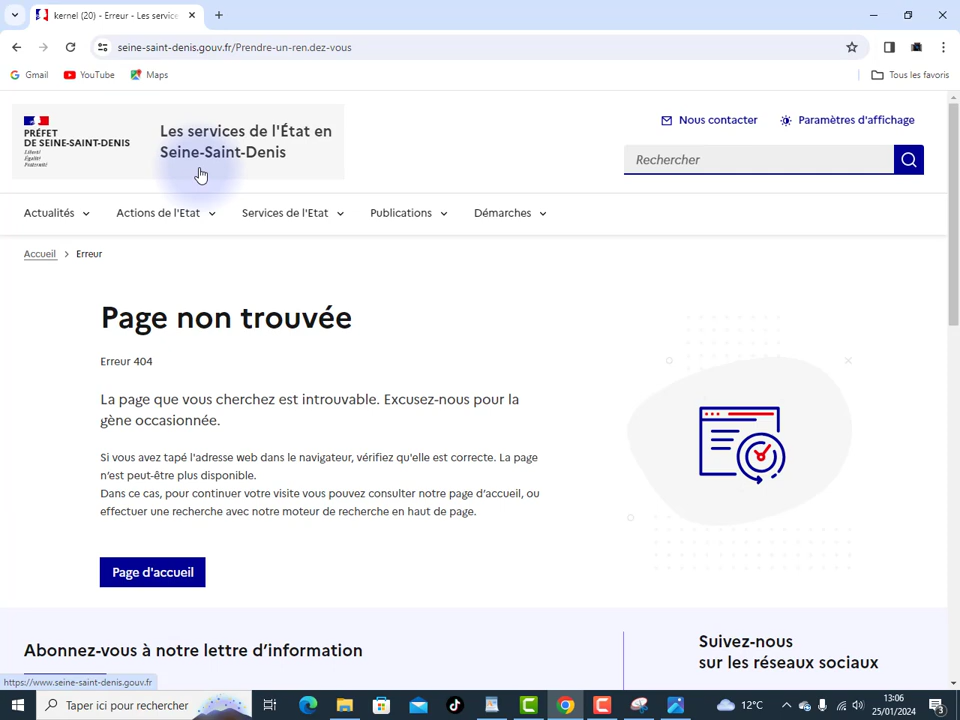 kernel (20) - Erreur - Les service
seine-saint-denis.gouv.fr/Prendre-un-ren.dez-vous
Gmail YouTube Maps Tous les favoris
PRÉFET
DE SEINE-SAINT-DENIS
Liberté
Égalité
Fraternité
Les services de l'État en
Seine-Saint-Denis
Nous contacter Paramètres d'affichage
Rechercher
Actualités Actions de l'Etat Services de l'Etat Publications Démarches
Accueil > Erreur
Page non trouvée
Erreur 404
La page que vous cherchez est introuvable. Excusez-nous pour la
gène occasionnée.
Si vous avez tapé l'adresse web dans le navigateur, vérifiez qu'elle est correcte. La page
n'est peut-être plus disponible.
Dans ce cas, pour continuer votre visite vous pouvez consulter notre page d'accueil, ou
effectuer une recherche avec notre moteur de recherche en haut de page.
Page d'accueil
Abonnez-vous à notre lettre d'information
Suivez-nous
sur les réseaux sociaux
https://www.seine-saint-denis.gouv.fr
Taper ici pour rechercher
12°C
13:06
25/01/2024
3